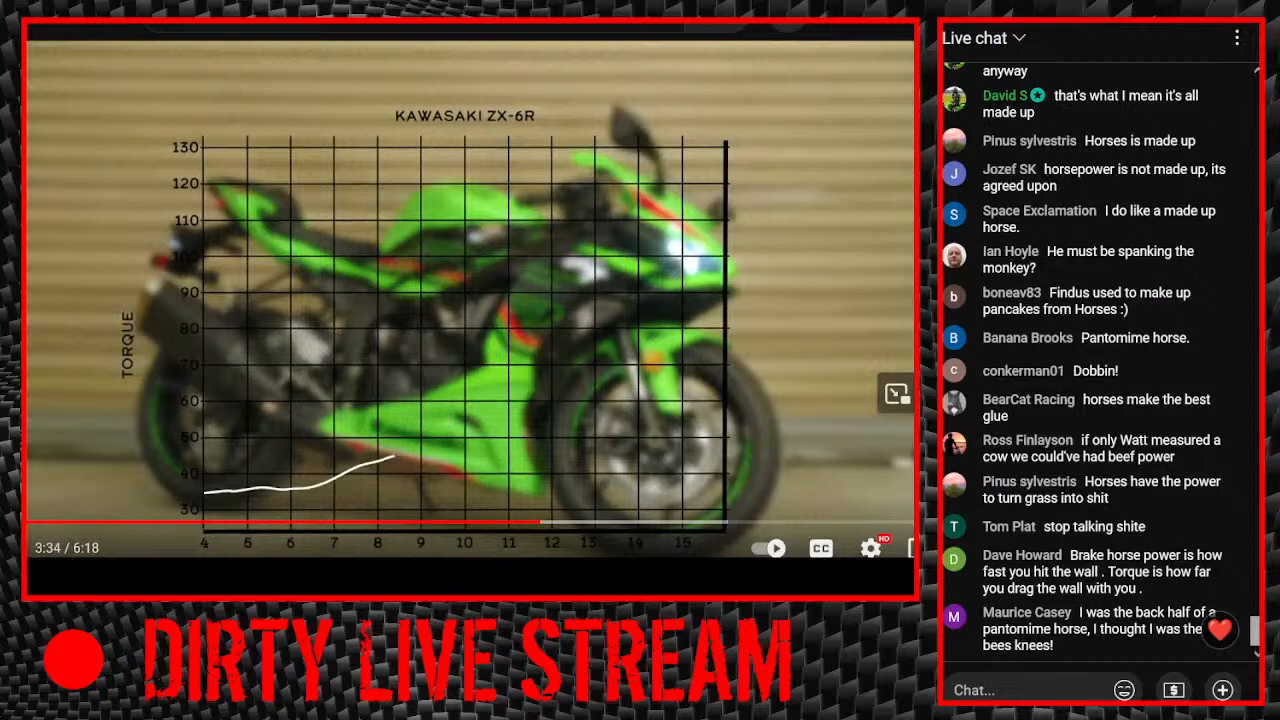 KAWASAKI ZX-6R
130
120
110
100
90
80
70
60
50
40
30
TORQUE
4 5 6 7 8 9 10 11 12 13 14 15
3:34 / 6:18
CC
HD
DIRTY LIVE STREAM
Live chat
anyway
David S that's what I mean it's all
made up
Pinus sylvestris Horses is made up
J
Jozef SK horsepower is not made up, its
agreed upon
S
Space Exclamation I do like a made up
horse.
Ian Hoyle He must be spanking the
monkey?
b
boneav83 Findus used to make up
pancakes from Horses :)
B
Banana Brooks Pantomime horse.
c
conkerman01 Dobbin!
BearCat Racing horses make the best
glue
Ross Finlayson if only Watt measured a
cow we could've had beef power
Pinus sylvestris Horses have the power
to turn grass into shit
T
Tom Plat stop talking shite
D
Dave Howard Brake horse power is how
fast you hit the wall . Torque is how far
you drag the wall with you .
M
Maurice Casey I was the back half of a
pantomime horse, I thought I was the
bees knees!
Chat...
$